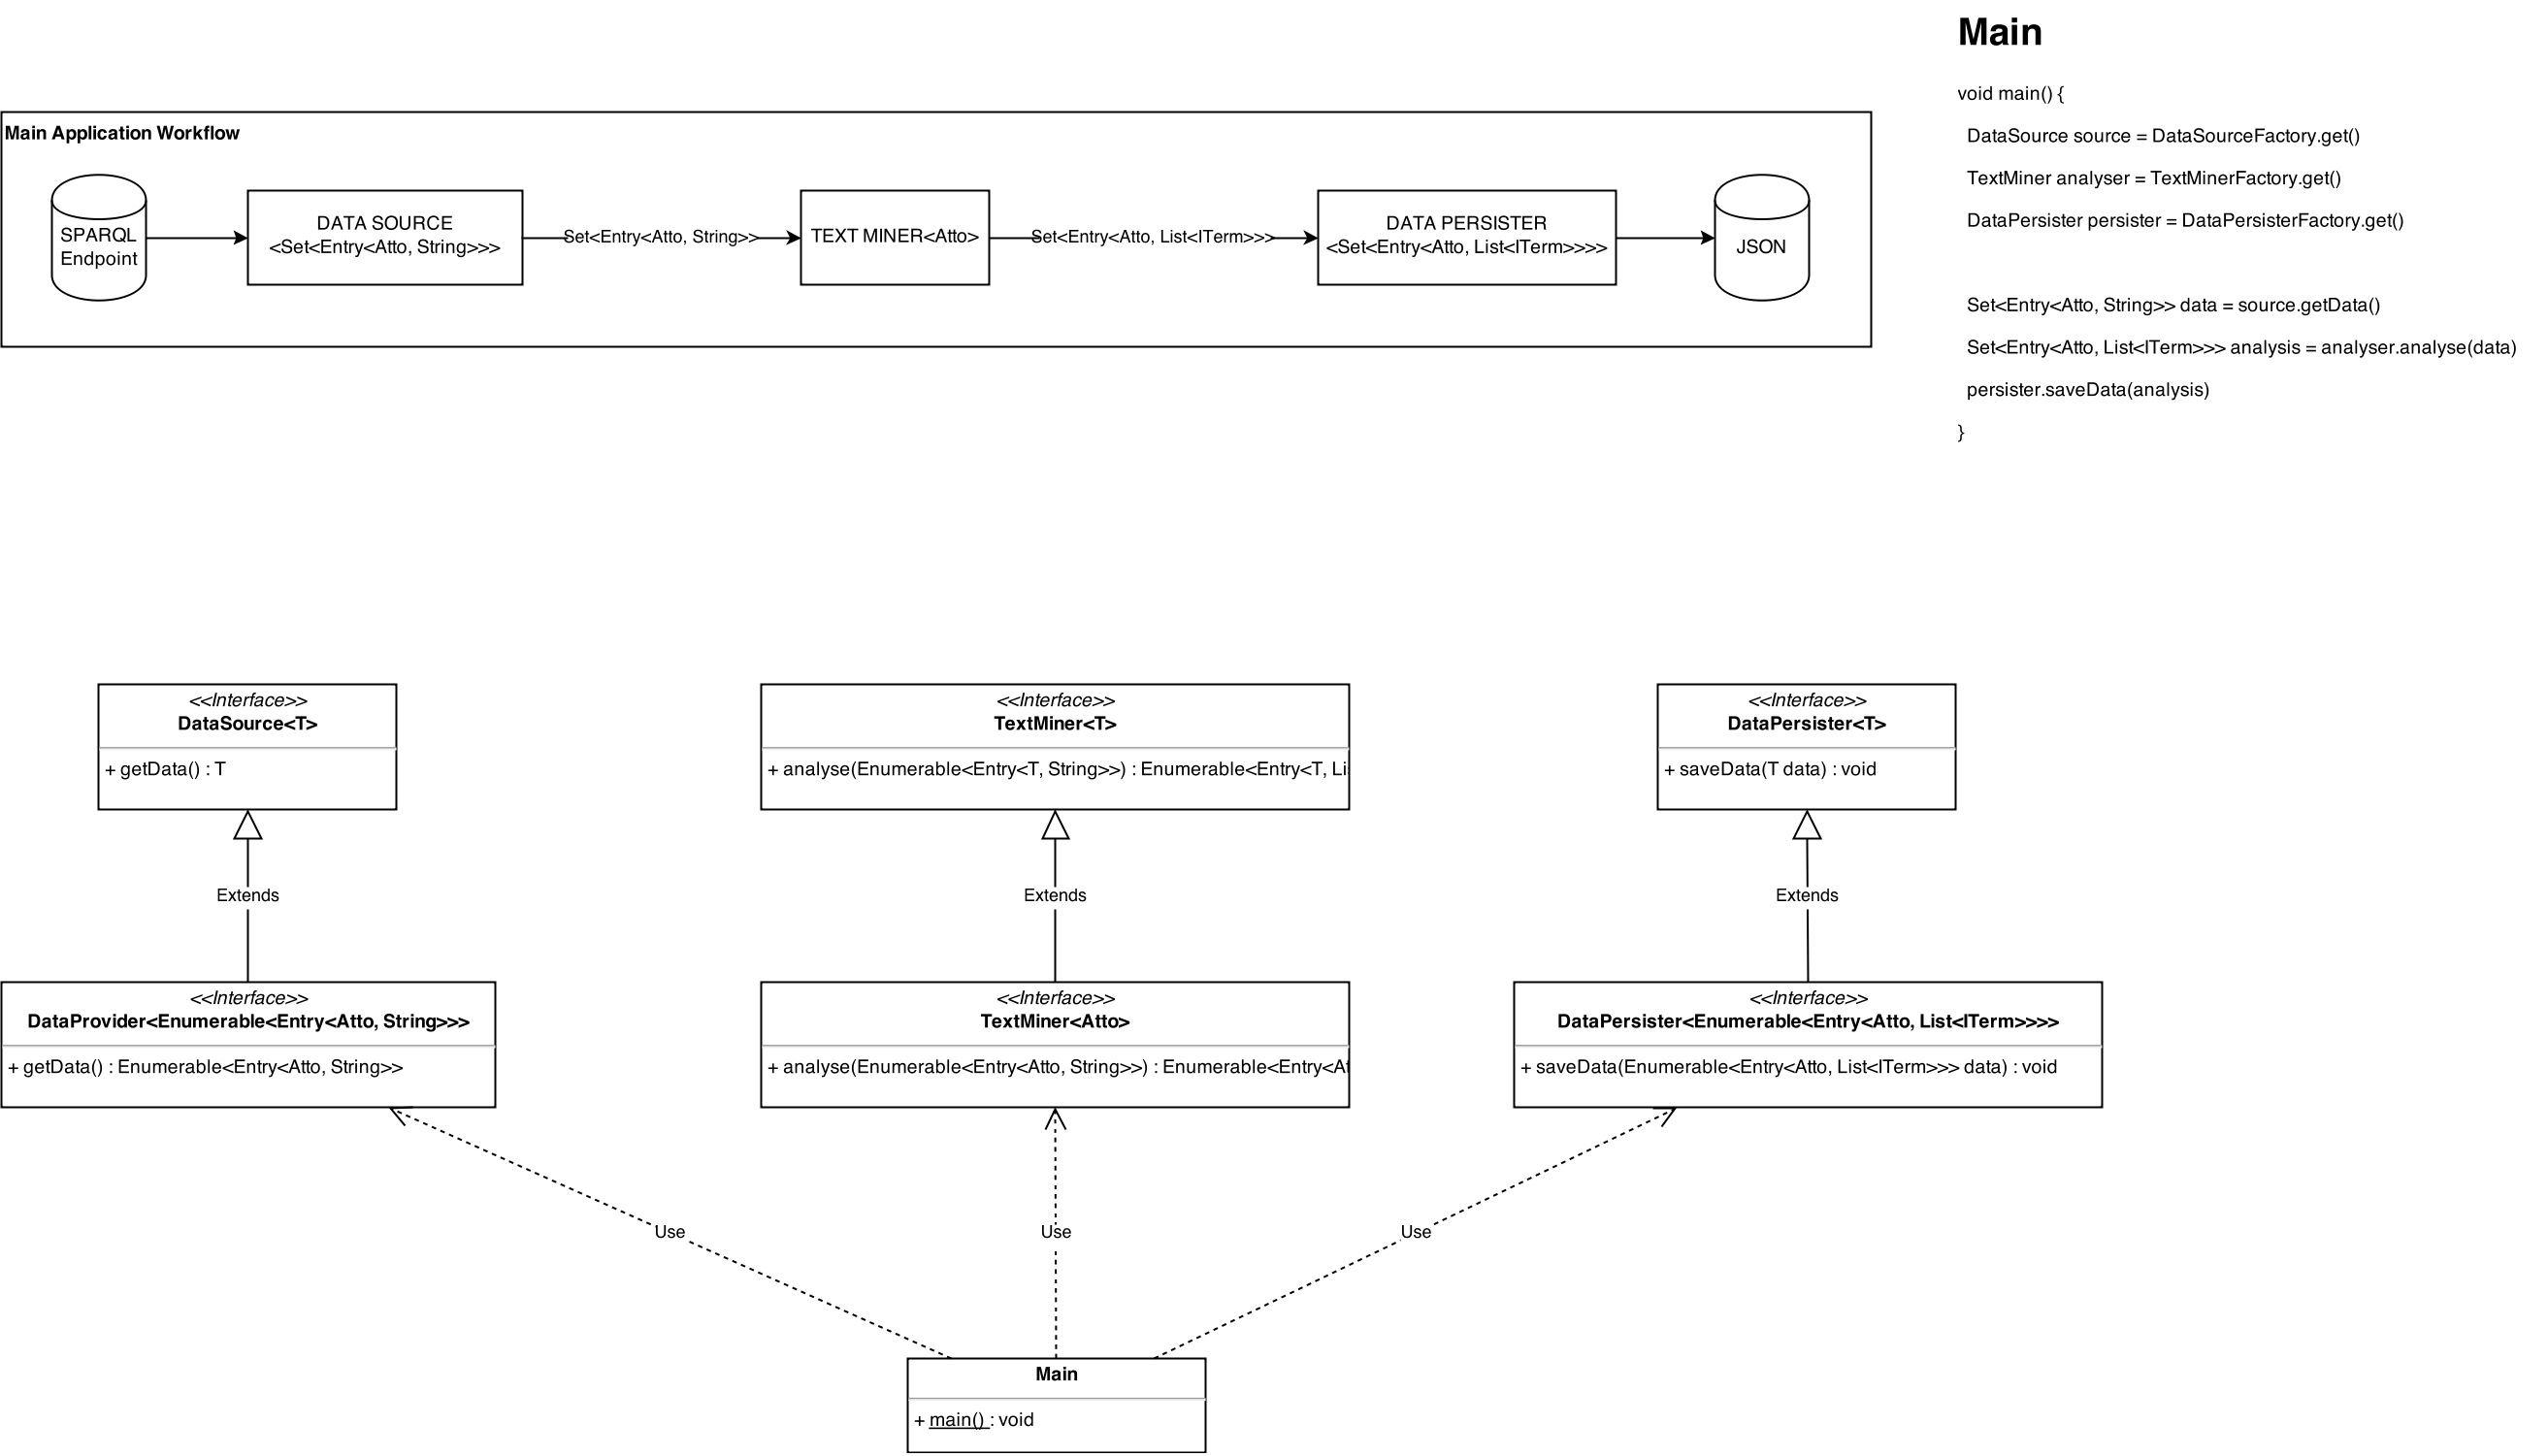 Main
void main() {
DataSource source = DataSourceFactory.get()
TextMiner analyser = TextMinerFactory.get()
DataPersister persister = DataPersisterFactory.get()
Set<Entry<Atto, String>> data = source.getData()
Set<Entry<Atto, List<ITerm>>> analysis = analyser.analyse(data)
persister.saveData(analysis)
}
Main Application Workflow
SPARQL
Endpoint
DATA SOURCE
<Set<Entry<Atto, String>>>
Set<Entry<Atto, String>>
TEXT MINER<Atto>
Set<Entry<Atto, List<ITerm>>>
DATA PERSISTER
<Set<Entry<Atto, List<ITerm>>>>
JSON
<<Interface>>
DataSource<T>
+ getData() : T
<<Interface>>
TextMiner<T>
+ analyse(Enumerable<Entry<T, String>>) : Enumerable<Entry<T, Li
<<Interface>>
DataPersister<T>
+ saveData(T data) : void
Extends
Extends
Extends
<<Interface>>
DataProvider<Enumerable<Entry<Atto, String>>>
+ getData() : Enumerable<Entry<Atto, String>>
<<Interface>>
TextMiner<Atto>
+ analyse(Enumerable<Entry<Atto, String>>) : Enumerable<Entry<At
<<Interface>>
DataPersister<Enumerable<Entry<Atto, List<ITerm>>>>
+ saveData(Enumerable<Entry<Atto, List<ITerm>>> data) : void
Use
Use
Use
Main
+ main() : void